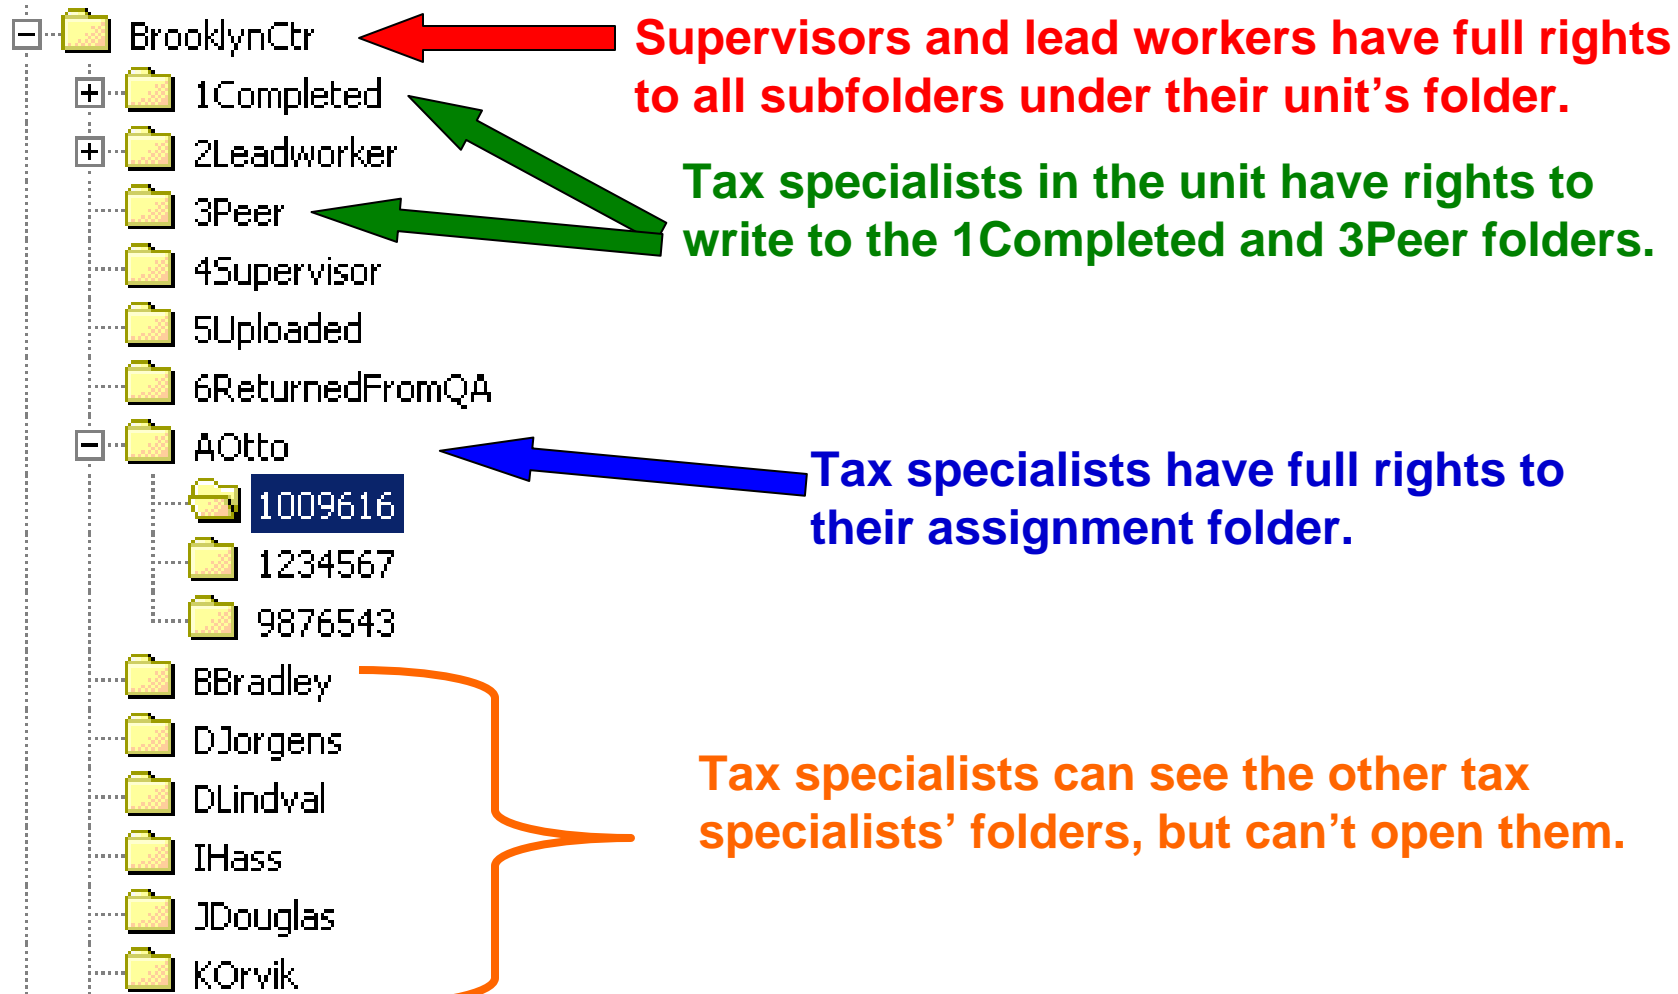 BrooklynCtr
Supervisors and lead workers have full rights
to all subfolders under their unit’s folder.
1Completed
2Leadworker
Tax specialists in the unit have rights to
write to the 1Completed and 3Peer folders.
3Peer
4Supervisor
5Uploaded
6ReturnedFromQA
AOtto
Tax specialists have full rights to
their assignment folder.
1009616
1234567
9876543
BBradley
DJorgens
DLindval
Tax specialists can see the other tax
specialists’ folders, but can’t open them.
IHass
JDouglas
KOrvik